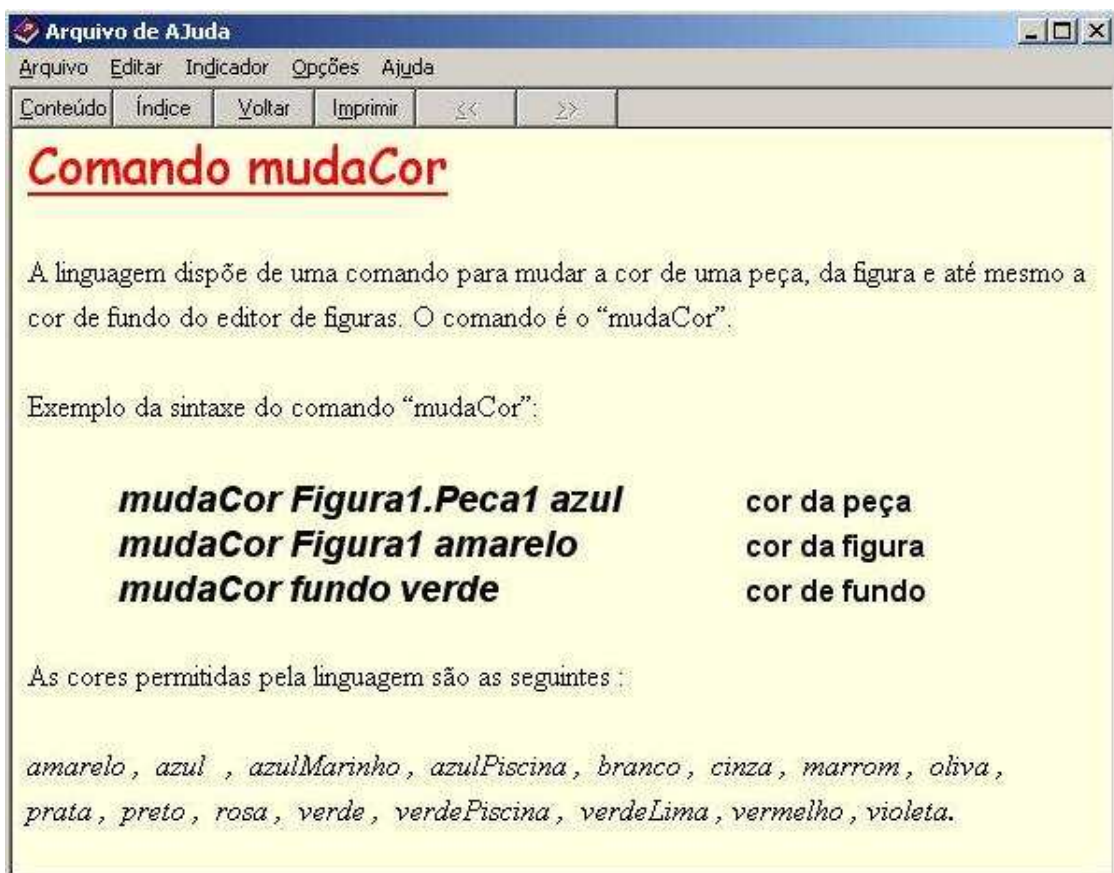 Arquivo de AJuda
Arquivo Editar Indicador Opções Ajuda
Conteúdo Índice Voltar Imprimir << >>
Comando mudaCor
A linguagem dispõe de uma comando para mudar a cor de uma peça, da figura e até mesmo a
cor de fundo do editor de figuras. O comando é o “mudaCor”.
Exemplo da sintaxe do comando “mudaCor”:
mudaCor Figura1.Peca1 azul cor da peça
mudaCor Figura1 amarelo cor da figura
mudaCor fundo verde cor de fundo
As cores permitidas pela linguagem são as seguintes :
amarelo , azul , azulMarinho , azulPiscina , branco , cinza , marrom , oliva ,
prata , preto , rosa , verde , verdePiscina , verdeLima , vermelho , violeta.